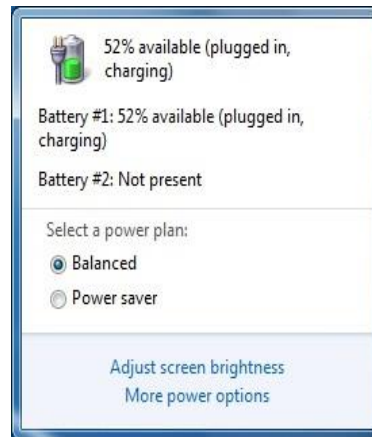 52% available (plugged in,
charging)
Battery #1: 52% available (plugged in,
charging)
Battery #2: Not present
Select a power plan:
Balanced
Power saver
Adjust screen brightness
More power options